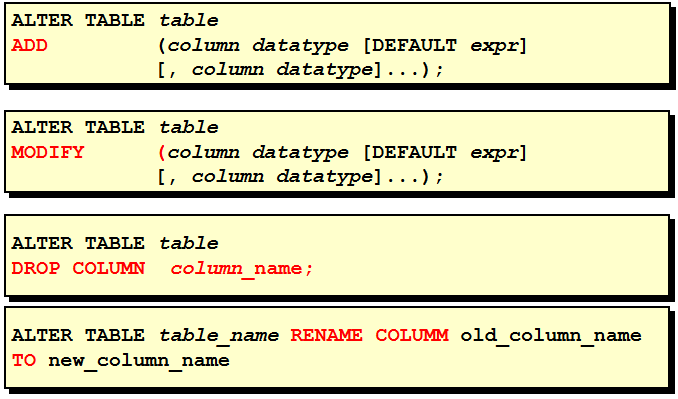 ALTER TABLE table
ADD (column datatype [DEFAULT expr]
[, column datatype]...);
ALTER TABLE table
MODIFY (column datatype [DEFAULT expr]
[, column datatype]...);
ALTER TABLE table
DROP COLUMN column_name;
ALTER TABLE table_name RENAME COLUMM old_column_name
TO new_column_name